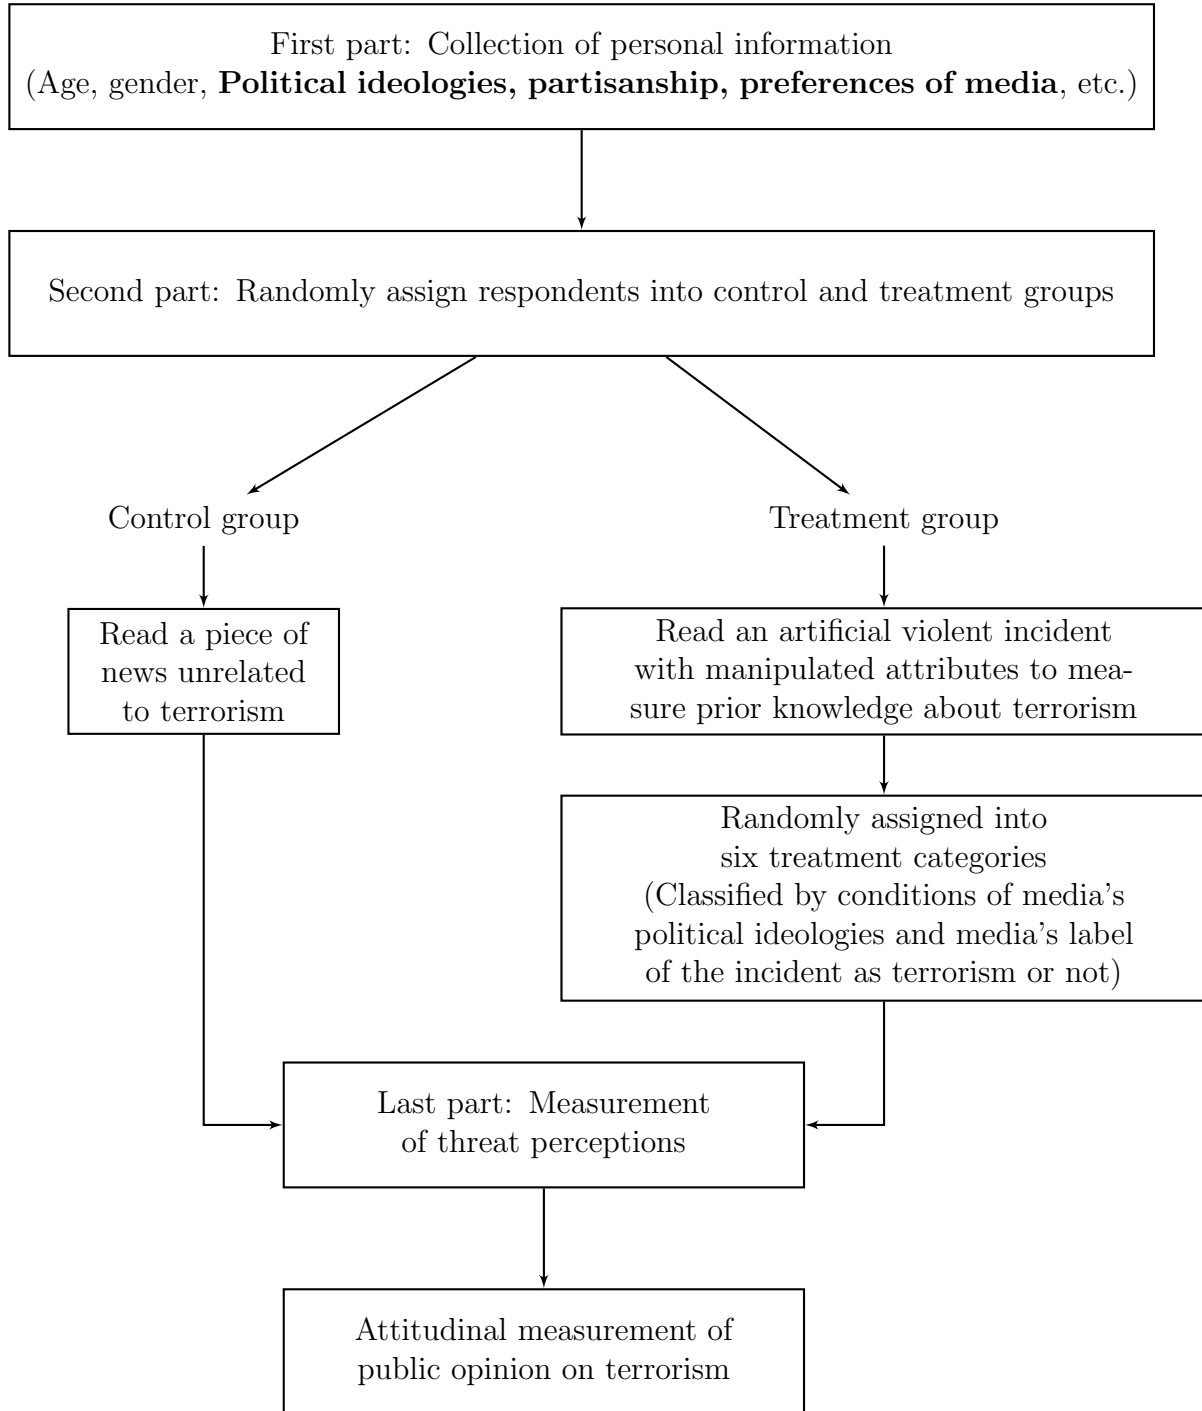 First part: Collection of personal information
(Age, gender, Political ideologies, partisanship, preferences of media, etc.)
Second part: Randomly assign respondents into control and treatment groups
Control group
Treatment group
Read a piece of
news unrelated
to terrorism
Read an artificial violent incident
with manipulated attributes to mea-
sure prior knowledge about terrorism
Randomly assigned into
six treatment categories
(Classified by conditions of media's
political ideologies and media's label
of the incident as terrorism or not)
Last part: Measurement
of threat perceptions
Attitudinal measurement of
public opinion on terrorism